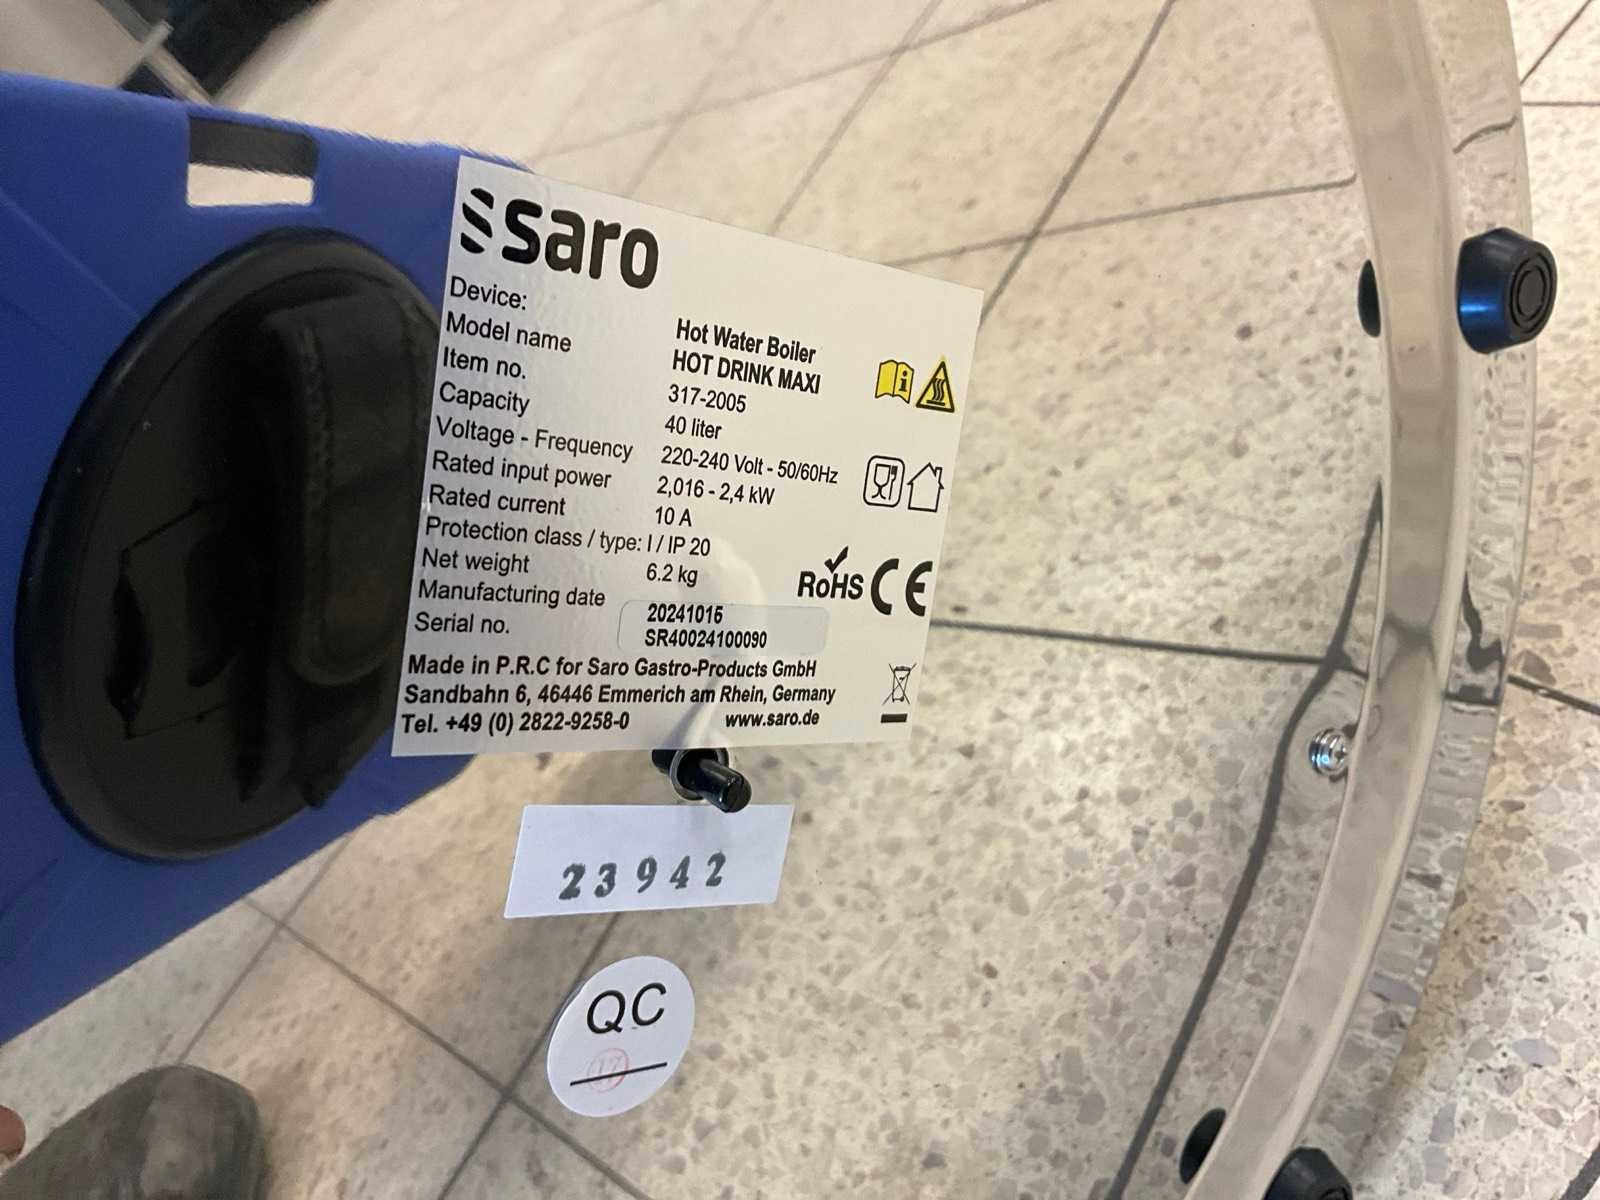 saro
Device: Hot Water Boiler
Model name HOT DRINK MAXI
Item no. 317-2005
Capacity 40 liter
Voltage - Frequency 220-240 Volt - 50/60Hz
Rated input power 2,016 - 2,4 kW
Rated current 10 A
Protection class / type: I / IP 20
Net weight 6.2 kg
Manufacturing date 20241016
Serial no. SR40024100090
RoHS CE
Made in P.R.C for Saro Gastro-Products GmbH
Sandbahn 6, 46446 Emmerich am Rhein, Germany
Tel. +49 (0) 2822-9258-0 www.saro.de
23942
QC
17